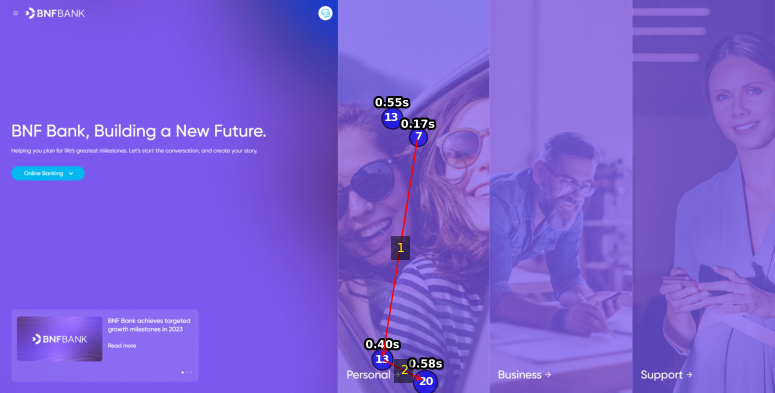 BNFBANK
BNF Bank, Building a New Future.
Helping you plan for life's greatest milestones. Let's start the conversation, and create your story.
Online Banking
BNFBANK
BNF Bank achieves targeted
growth milestones in 2023
Read more
0.55s
13
0.17s
7
1
0.40s
13
2
0.58s
20
Personal
Business →
Support →